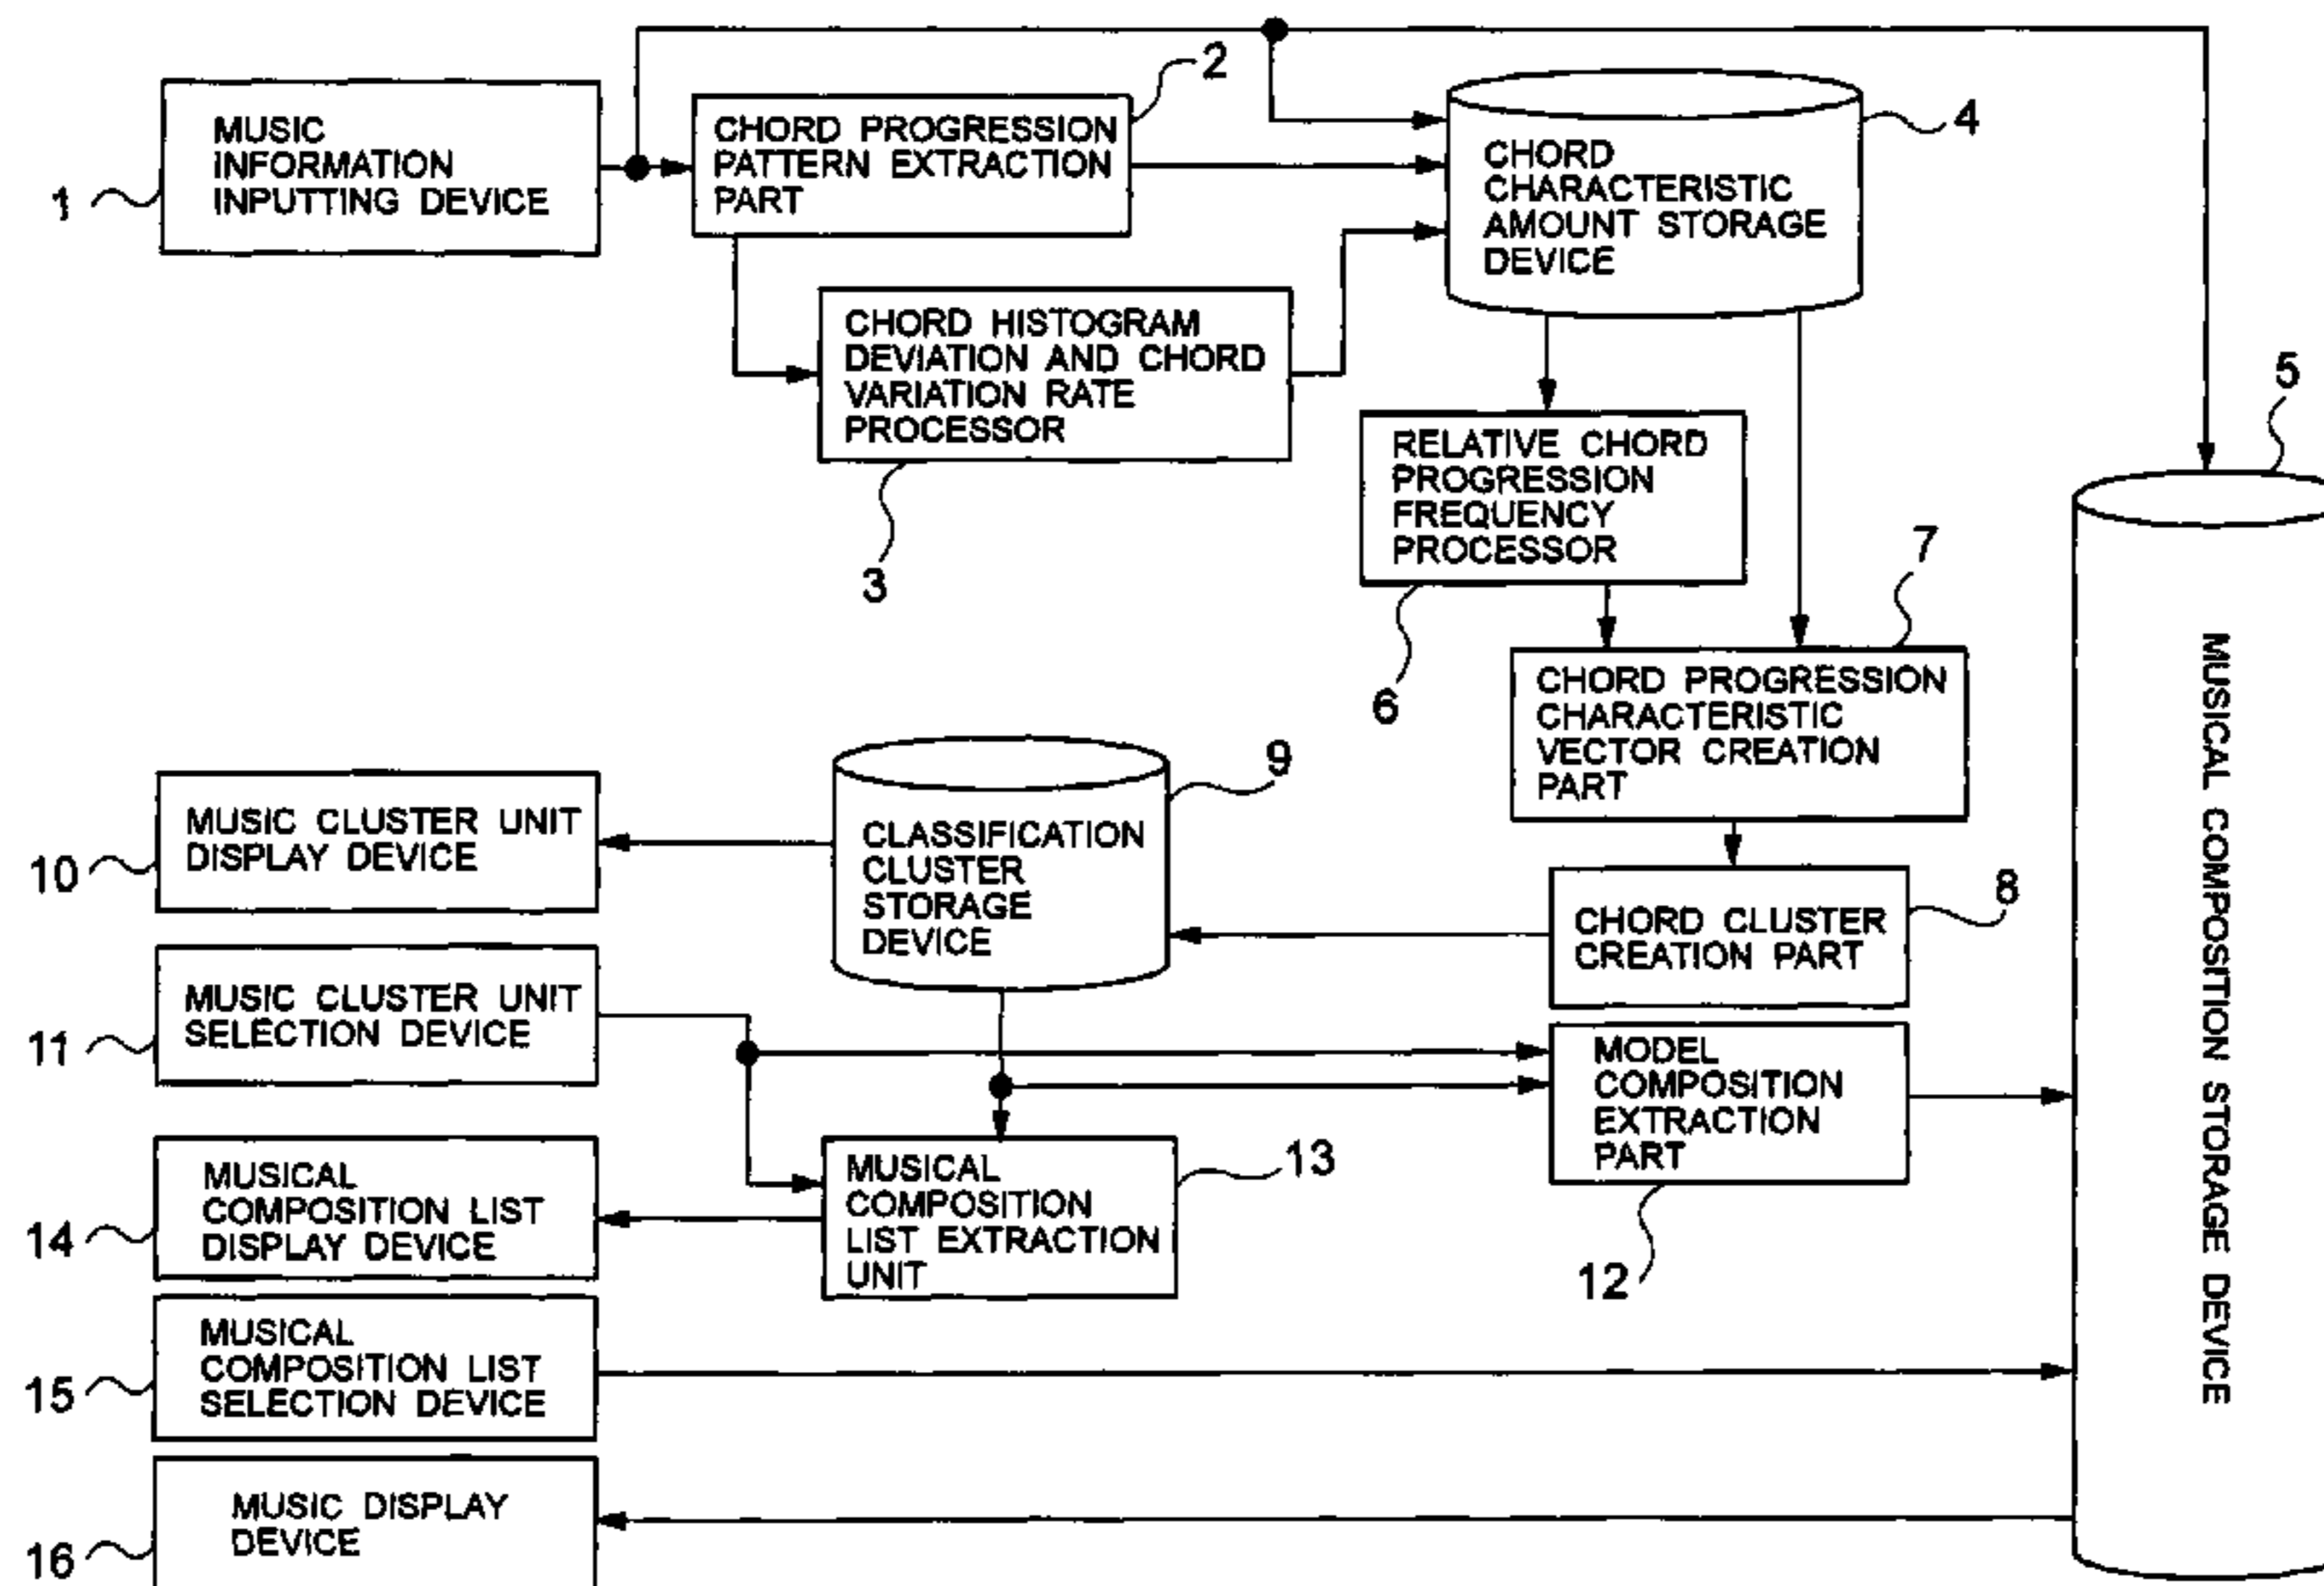 2
MUSIC
INFORMATION
INPUTTING DEVICE
1
CHORD PROGRESSION
PATTERN EXTRACTION
PART
CHORD
CHARACTERISTIC
AMOUNT STORAGE
DEVICE
4
CHORD HISTOGRAM
DEVIATION AND CHORD
VARIATION RATE
PROCESSOR
3
5
RELATIVE CHORD
PROGRESSION
FREQUENCY
PROCESSOR
6
7
CHORD PROGRESSION
CHARACTERISTIC
VECTOR CREATION
PART
MUSICAL COMPOSITION STORAGE DEVICE
9
MUSIC CLUSTER UNIT
DISPLAY DEVICE
10
CLASSIFICATION
CLUSTER
STORAGE
DEVICE
8
CHORD CLUSTER
CREATION PART
MUSIC CLUSTER UNIT
SELECTION DEVICE
11
MODEL
COMPOSITION
EXTRACTION
PART
12
MUSICAL
COMPOSITION LIST
DISPLAY DEVICE
14
MUSICAL
COMPOSITION
LIST EXTRACTION
UNIT
13
MUSICAL
COMPOSITION LIST
SELECTION DEVICE
15
MUSIC DISPLAY
DEVICE
16